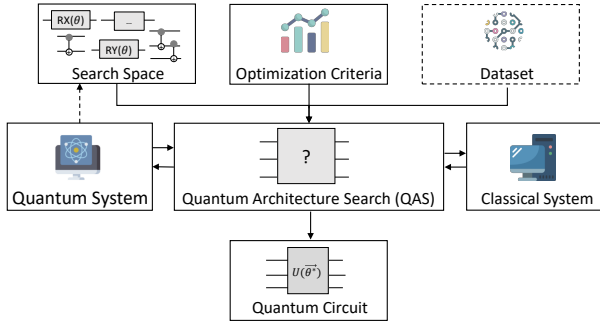 RX(θ)
...
RY(θ)
Search Space
Optimization Criteria
Dataset
Quantum System
?
Quantum Architecture Search (QAS)
Classical System
U(θ*)
Quantum Circuit